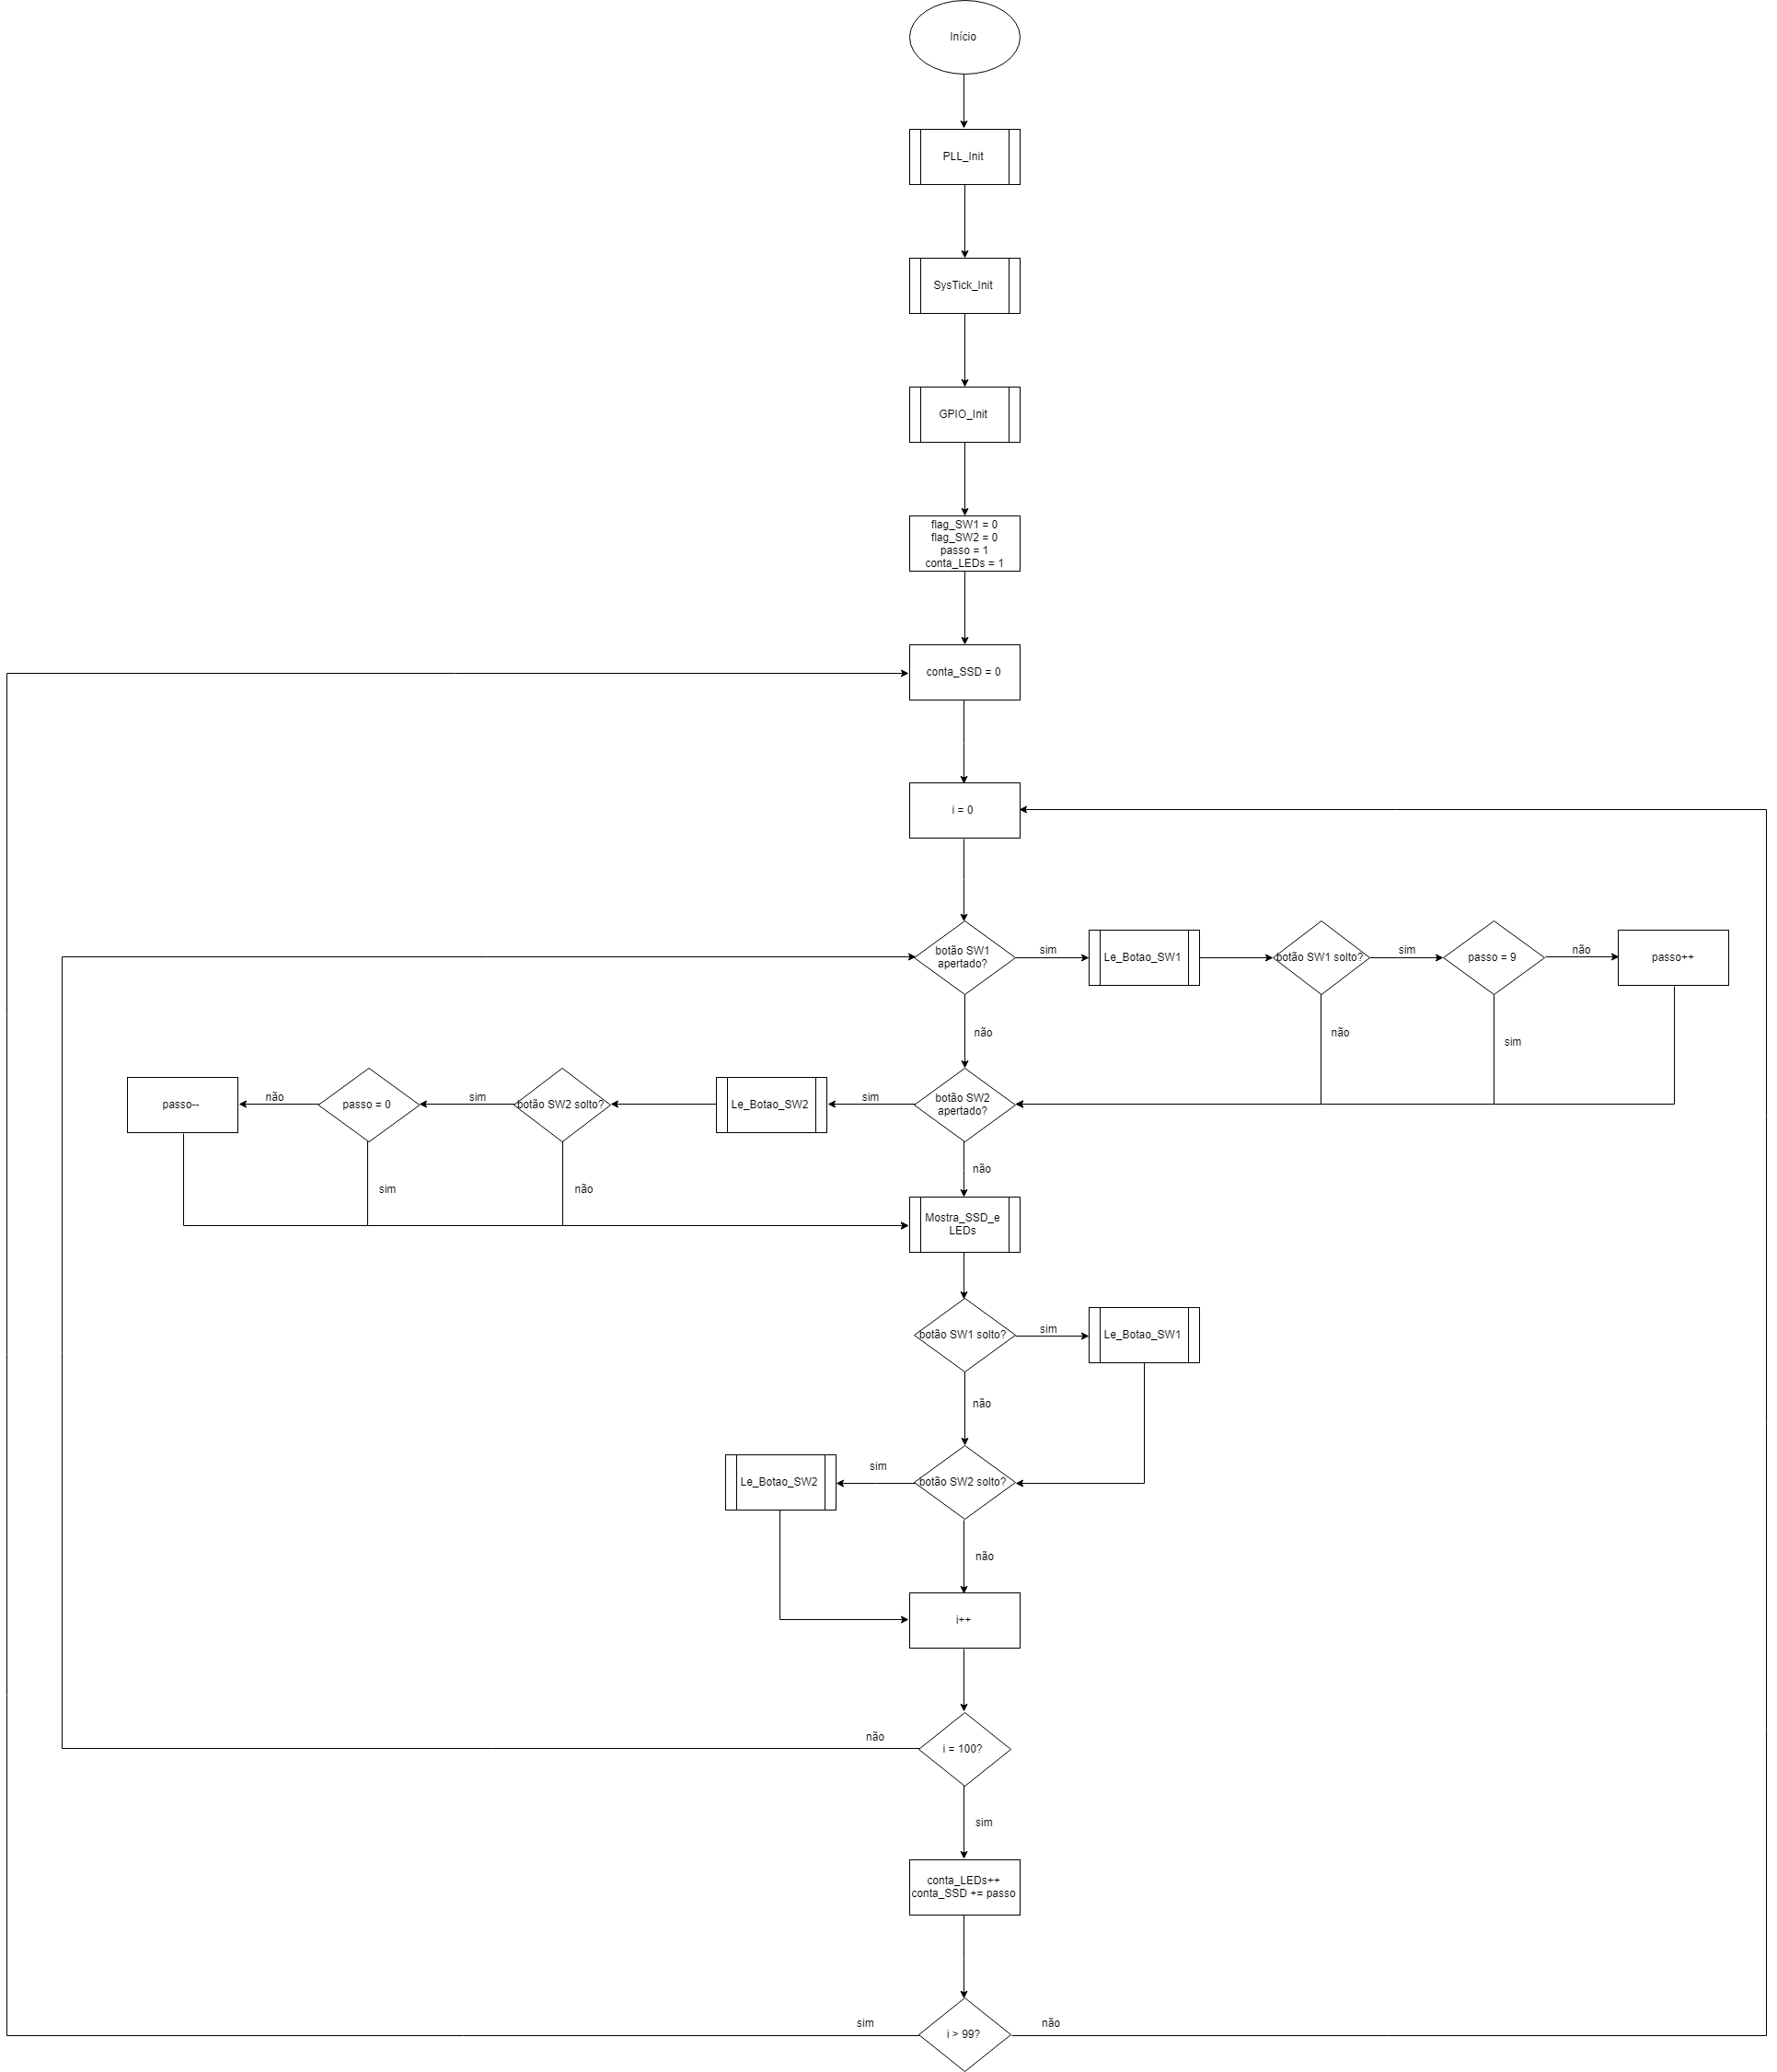 Início
PLL_Init
SysTick_Init
GPIO_Init
flag_SW1 = 0
flag_SW2 = 0
passo = 1
conta_LEDs = 1
conta_SSD = 0
i = 0
botão SW1
apertado?
sim
Le_Botao_SW1
botão SW1 solto?
sim
passo = 9
não
passo++
não
não
sim
passo--
não
passo = 0
sim
botão SW2 solto?
Le_Botao_SW2
sim
botão SW2
apertado?
sim
não
não
Mostra_SSD_e
LEDs
botão SW1 solto?
sim
Le_Botao_SW1
não
Le_Botao_SW2
sim
botão SW2 solto?
não
i++
não
i = 100?
sim
conta_LEDs++
conta_SSD += passo
sim
i > 99?
não